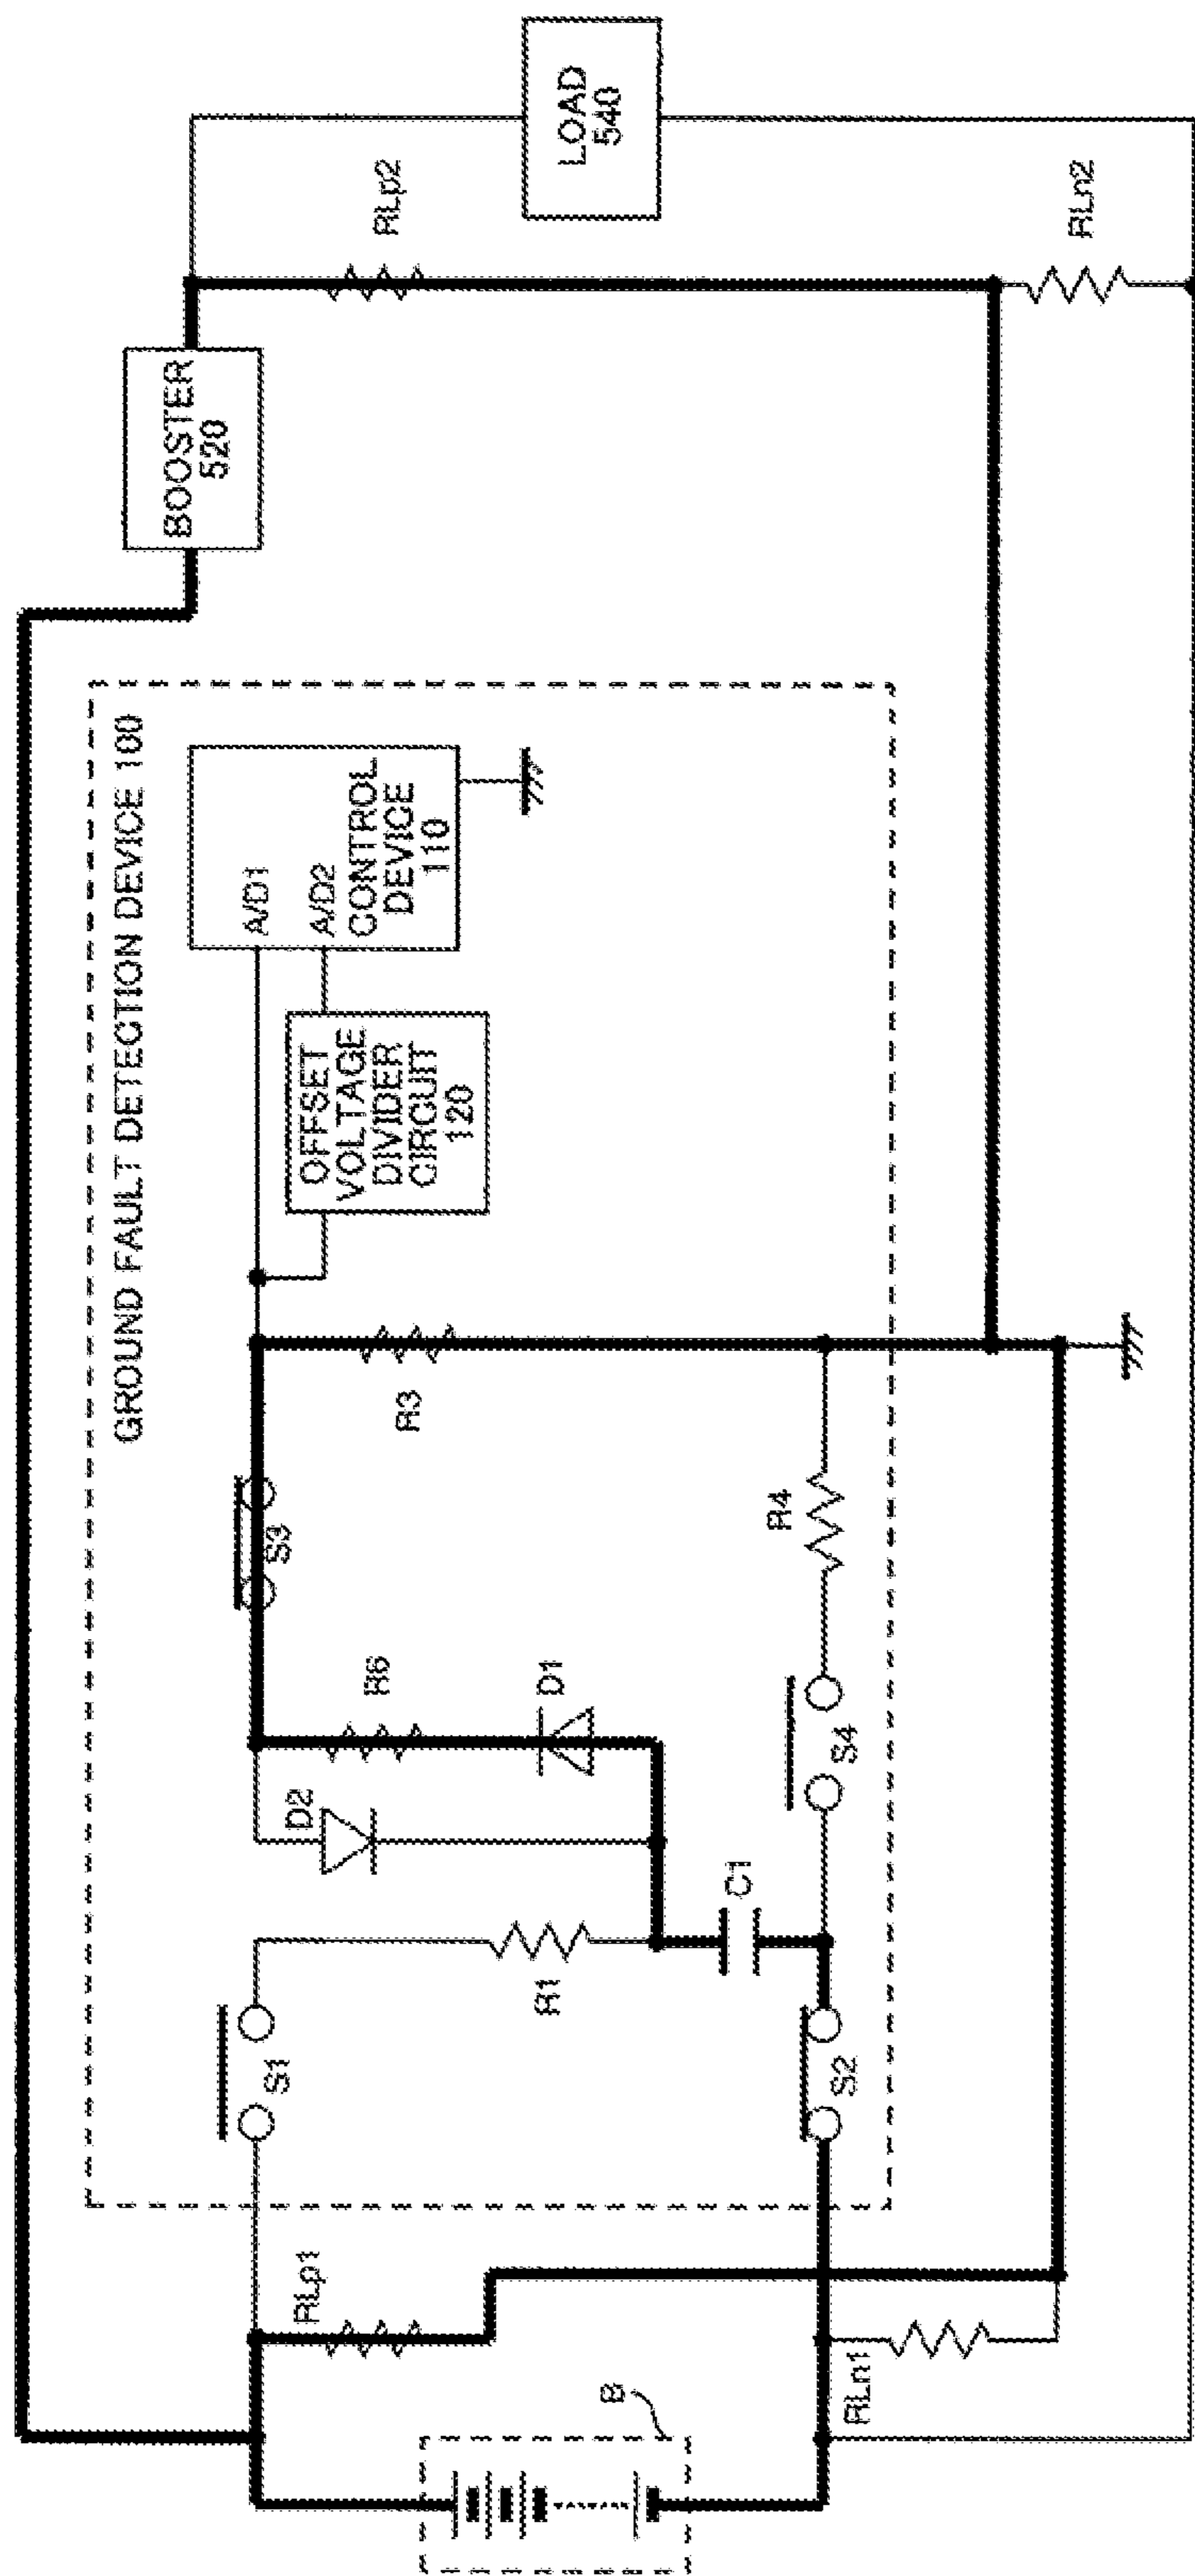 GROUND FAULT DETECTION DEVICE 100
BOOSTER
520
LOAD
540
RLp2
RLn2
A/D1
A/D2
CONTROL
DEVICE
110
OFFSET
VOLTAGE
DIVIDER
CIRCUIT
120
R3
S3
R4
R6
D1
D2
S4
C1
R1
S1
S2
RLp1
RLn1
B